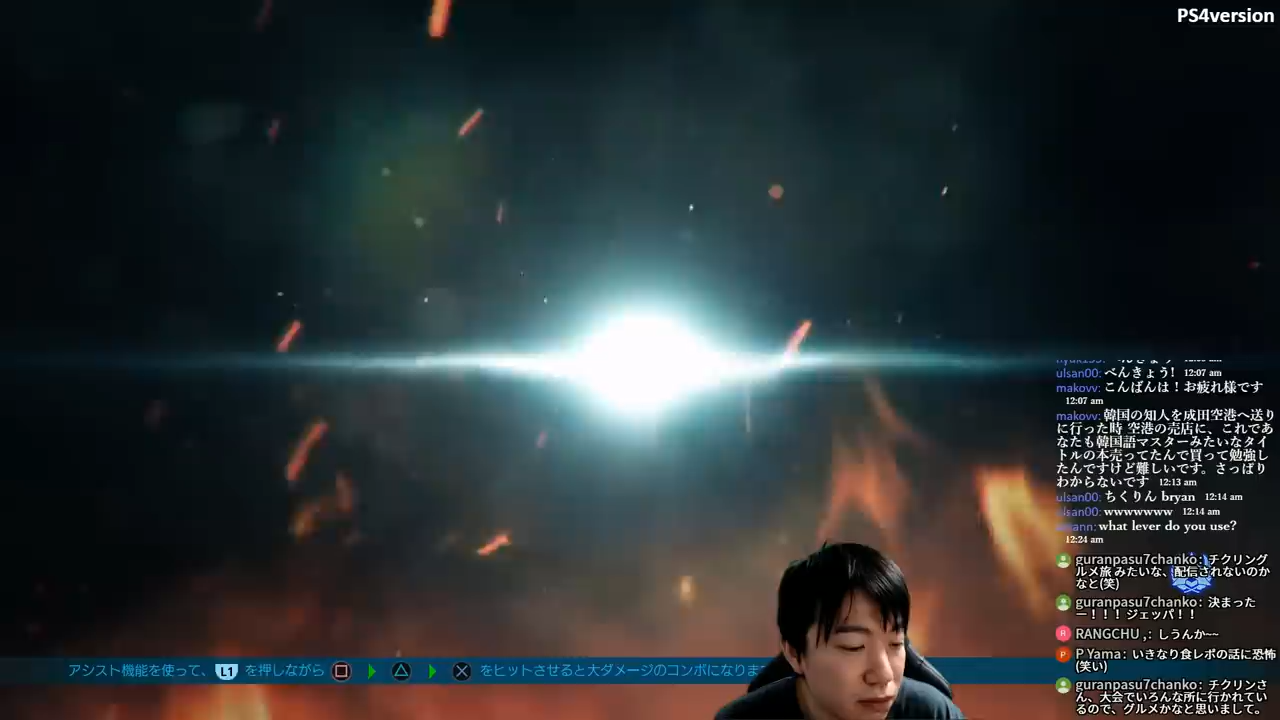 PS4version
ulsan00: べんきょう! 12:07 am
makovv: こんばんは！お疲れ様です
12:07 am
makovv: 韓国の知人を成田空港へ送り
に行った時 空港の売店に、これであ
なたも韓国語マスターみたいなタイ
トルの本売ってたんで買って勉強し
たんですけど難しいです。さっぱり
わからないです 12:13 am
ulsan00: ちくりん bryan 12:14 am
ulsan00: wwwwwww 12:14 am
what lever do you use?
12:24 am
guranpasu7chanko: チクリング
ルメ旅 みたいな、配信されないのか
なと(笑)
guranpasu7chanko: 決まった
ー！！！ ジェッパ！！
RANGCHU ,: しうんか~~
P Yama: いきなり食レポの話に恐怖
(笑い)
guranpasu7chanko: チクリンさ
ん、大会でいろんな所に行かれてい
るので、グルメかなと思いまして。
アシスト機能を使って、 L1 を押しながら をヒットさせると大ダメージのコンボになりま